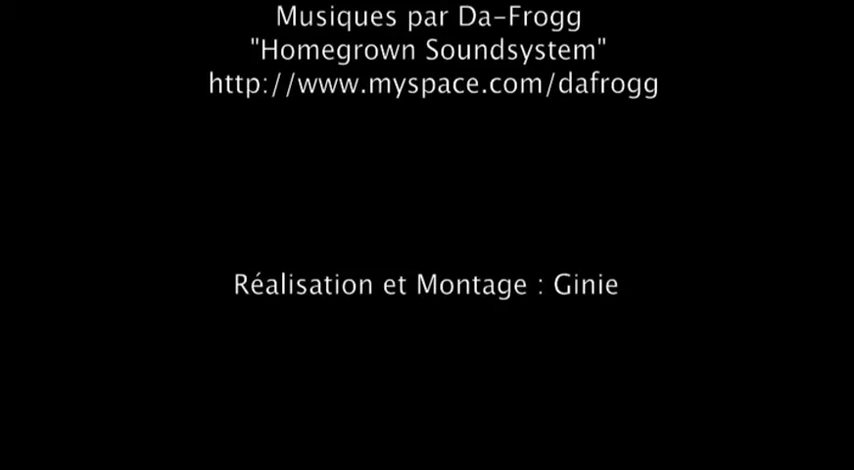 Musiques par Da-Frogg
"Homegrown Soundsystem"
http://www.myspace.com/dafrogg
Réalisation et Montage : Ginie